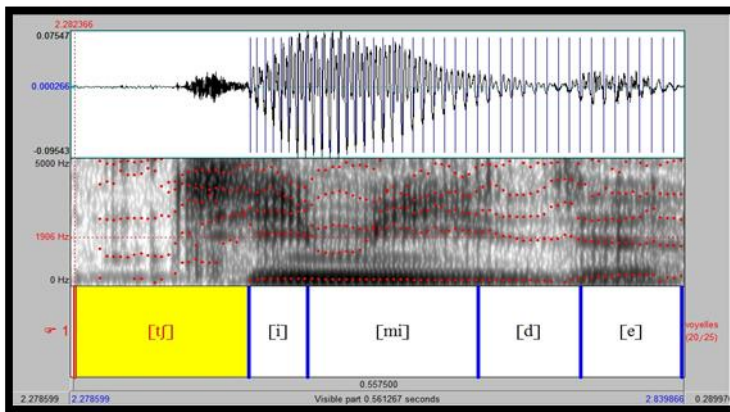 2.282366
0.07547
0.000266
-0.09543
5000 Hz
1906 Hz
0 Hz
1 [tʃ] [i] [mi] [d] [e] voyelles
(20/25)
0.557500
2.278599 2.278599 Visible part 0.561267 seconds 2.839866 0.289970